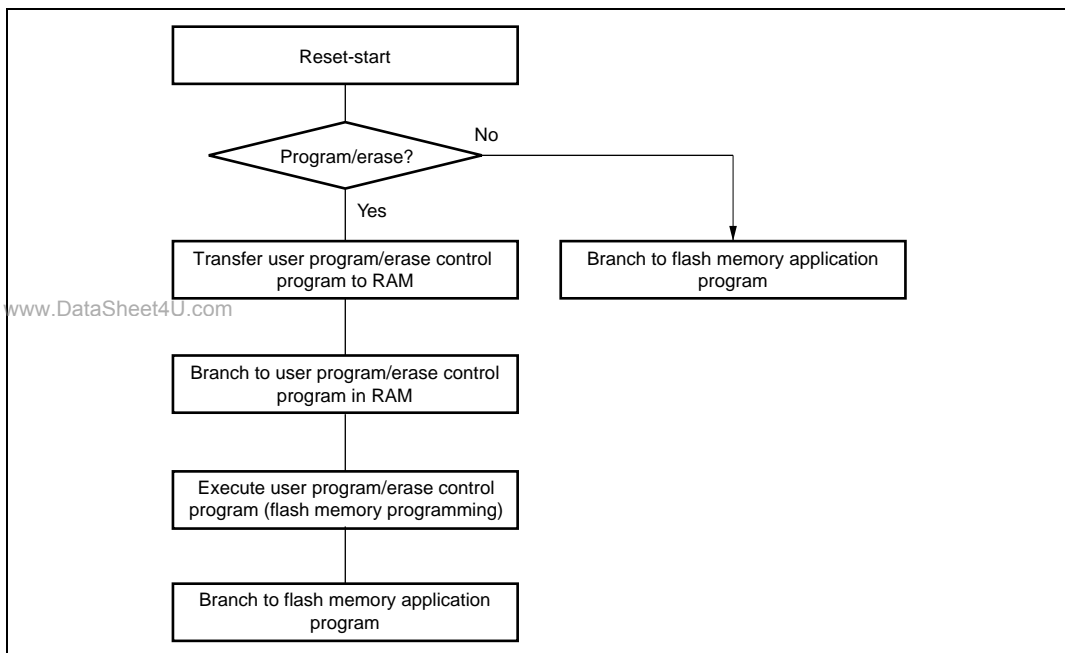 Reset-start
Program/erase?
No
Yes
Transfer user program/erase control
program to RAM
Branch to flash memory application
program
www.DataSheet4U.com
Branch to user program/erase control
program in RAM
Execute user program/erase control
program (flash memory programming)
Branch to flash memory application
program